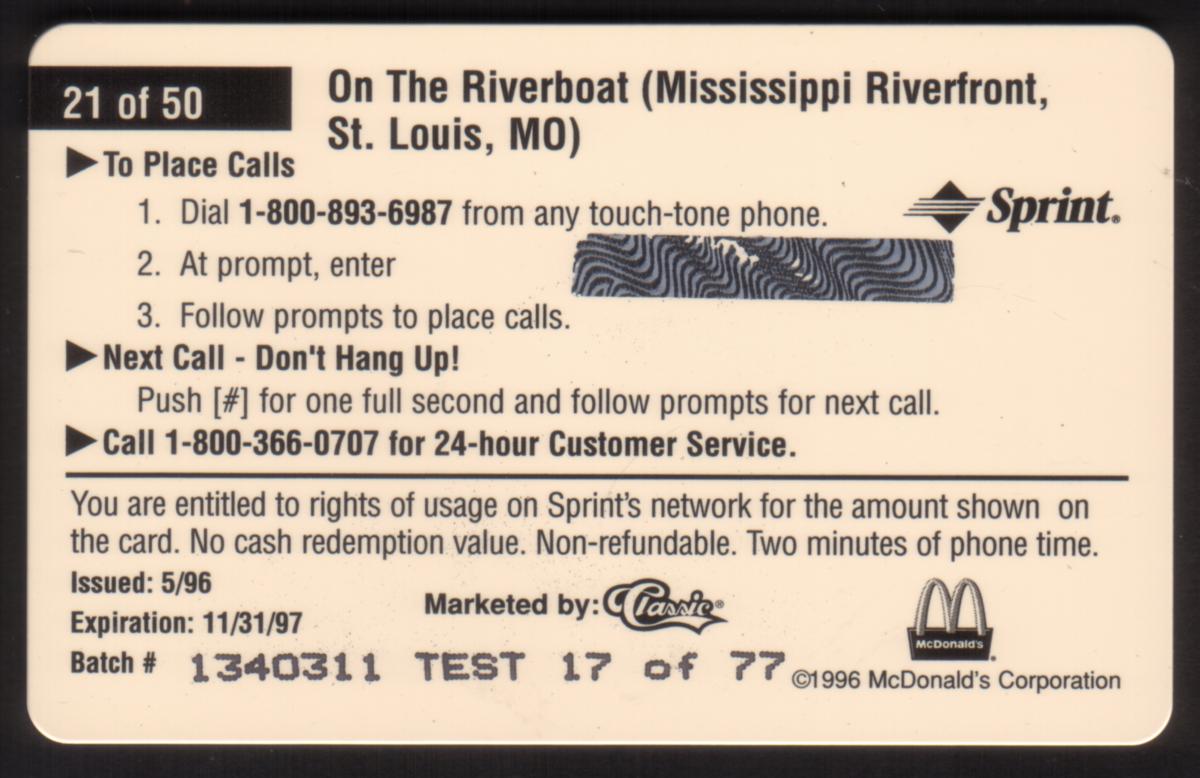 21 of 50
On The Riverboat (Mississippi Riverfront,
St. Louis, MO)
▶To Place Calls
1. Dial 1-800-893-6987 from any touch-tone phone.
Sprint®
2. At prompt, enter
3. Follow prompts to place calls.
▶Next Call - Don't Hang Up!
Push [#] for one full second and follow prompts for next call.
▶Call 1-800-366-0707 for 24-hour Customer Service.
You are entitled to rights of usage on Sprint's network for the amount shown on
the card. No cash redemption value. Non-refundable. Two minutes of phone time.
Issued: 5/96
Expiration: 11/31/97
Marketed by: Classic®
McDonald's®
Batch # 1340311 TEST 17 of 77
©1996 McDonald's Corporation